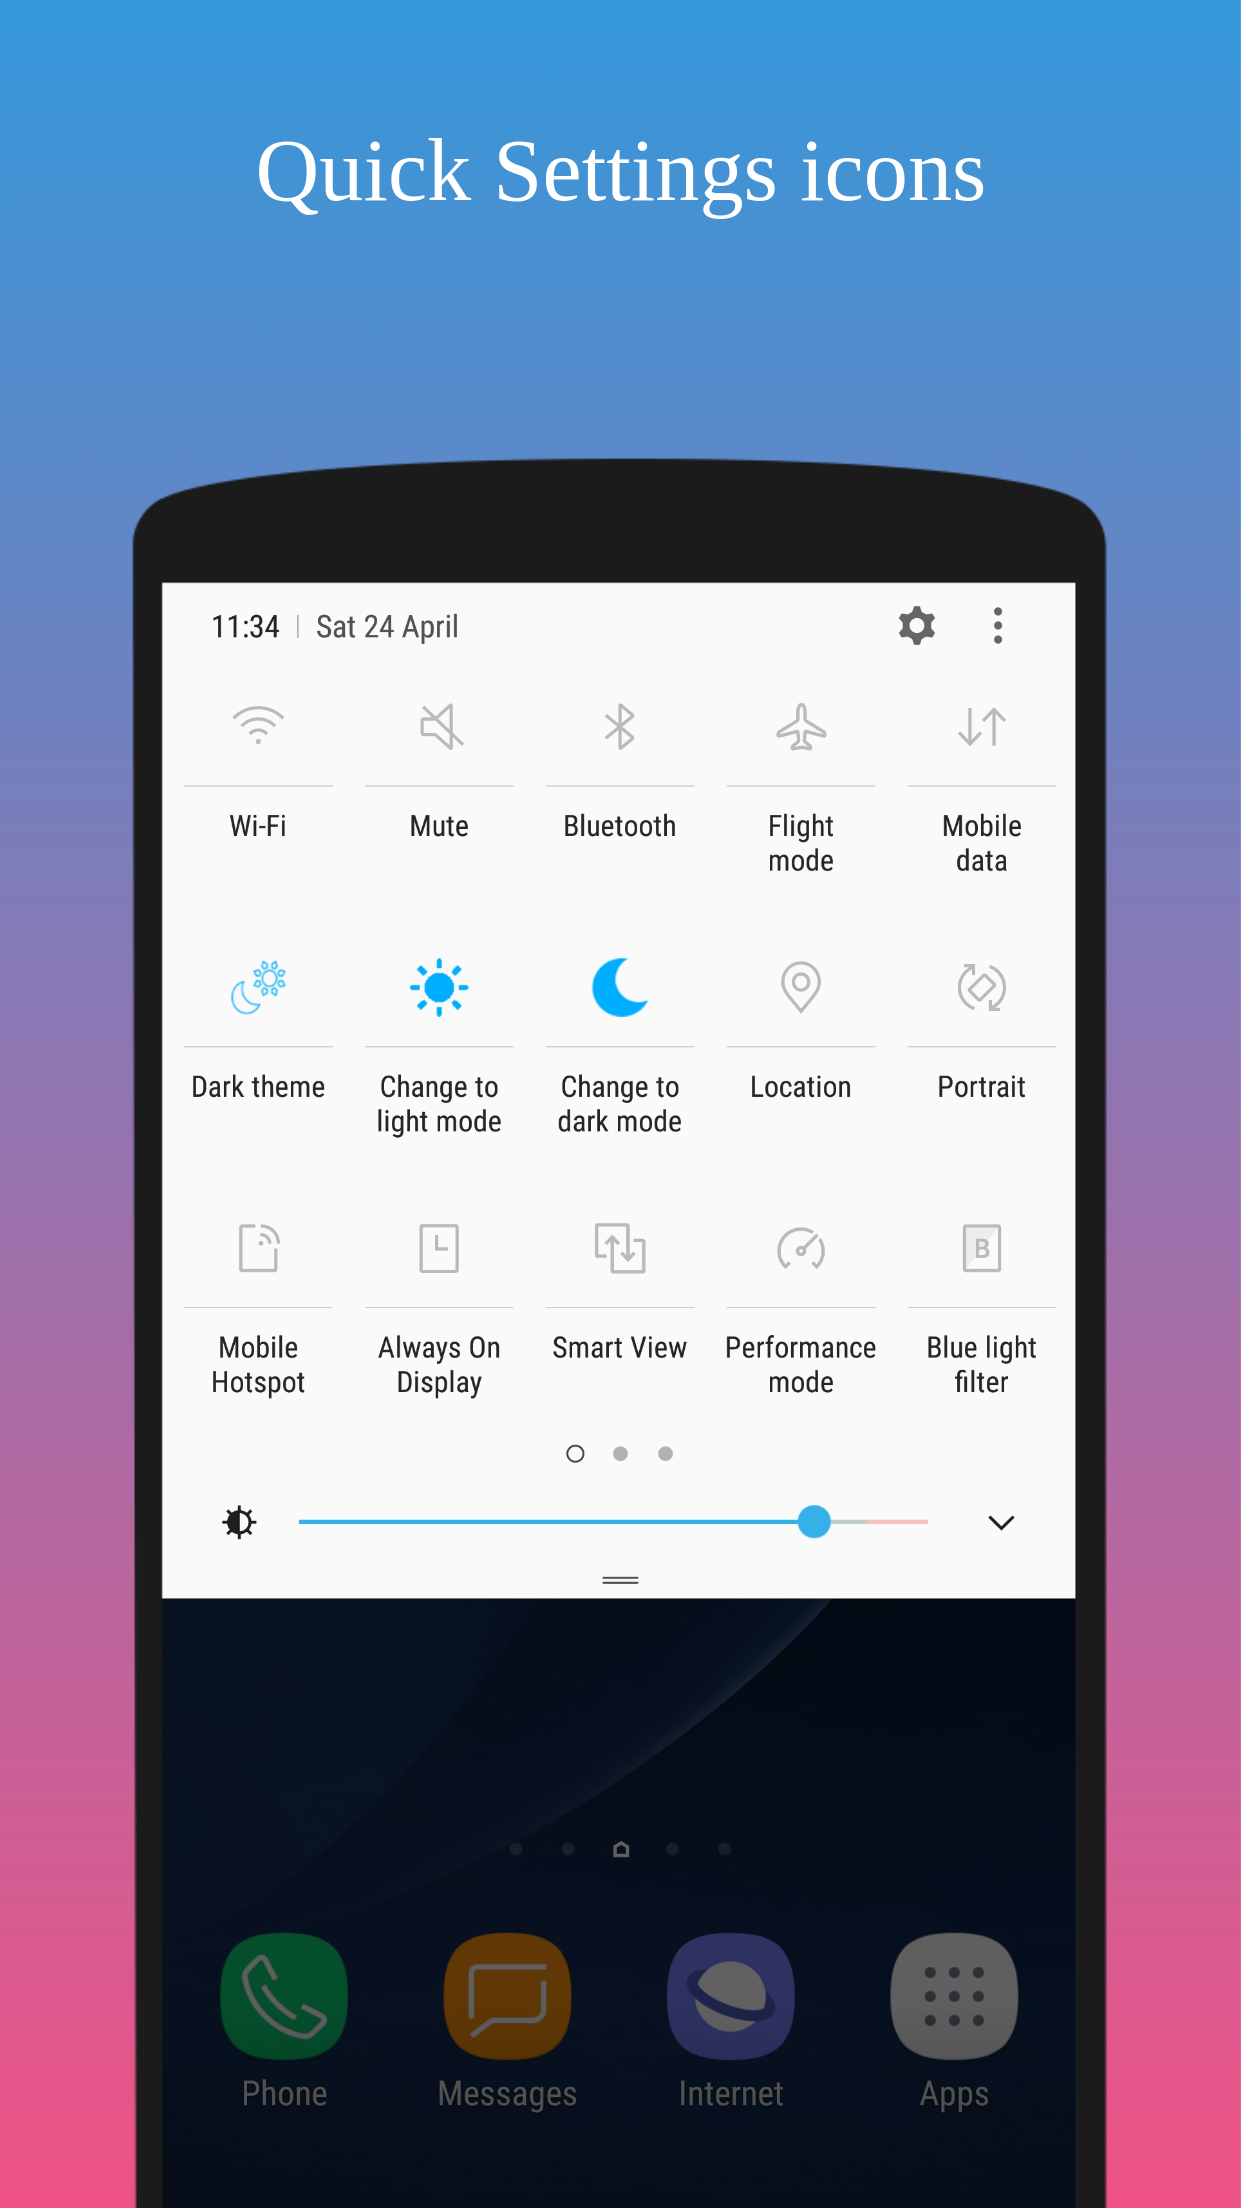 Quick Settings icons
11:34 | Sat 24 April
Wi-Fi
Mute
Bluetooth
Flight
mode
Mobile
data
Dark theme
Change to
light mode
Change to
dark mode
Location
Portrait
Mobile
Hotspot
Always On
Display
Smart View
Performance
mode
B
Blue light
filter
Phone
Messages
Internet
Apps